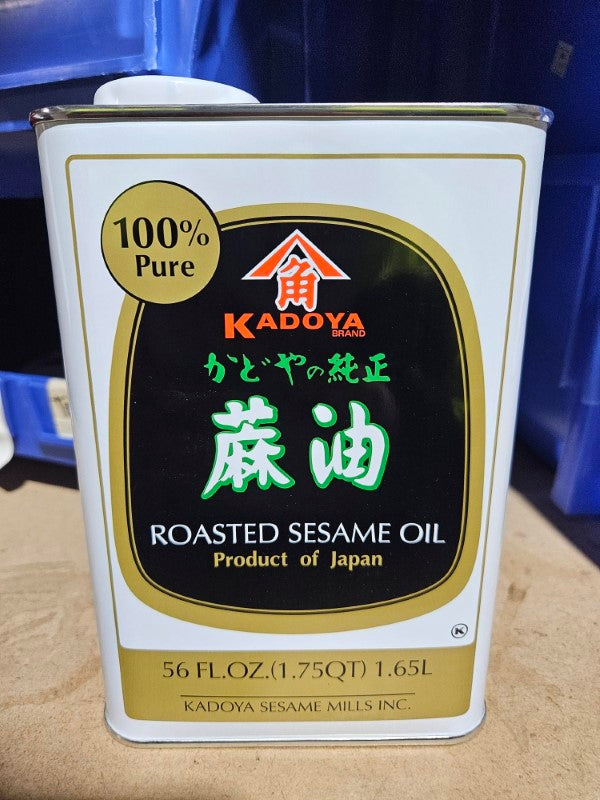 100%
Pure
角
KADOYA
BRAND
かどやの純正
蔴油
ROASTED SESAME OIL
Product of Japan
K
56 FL.OZ.(1.75QT) 1.65L
KADOYA SESAME MILLS INC.